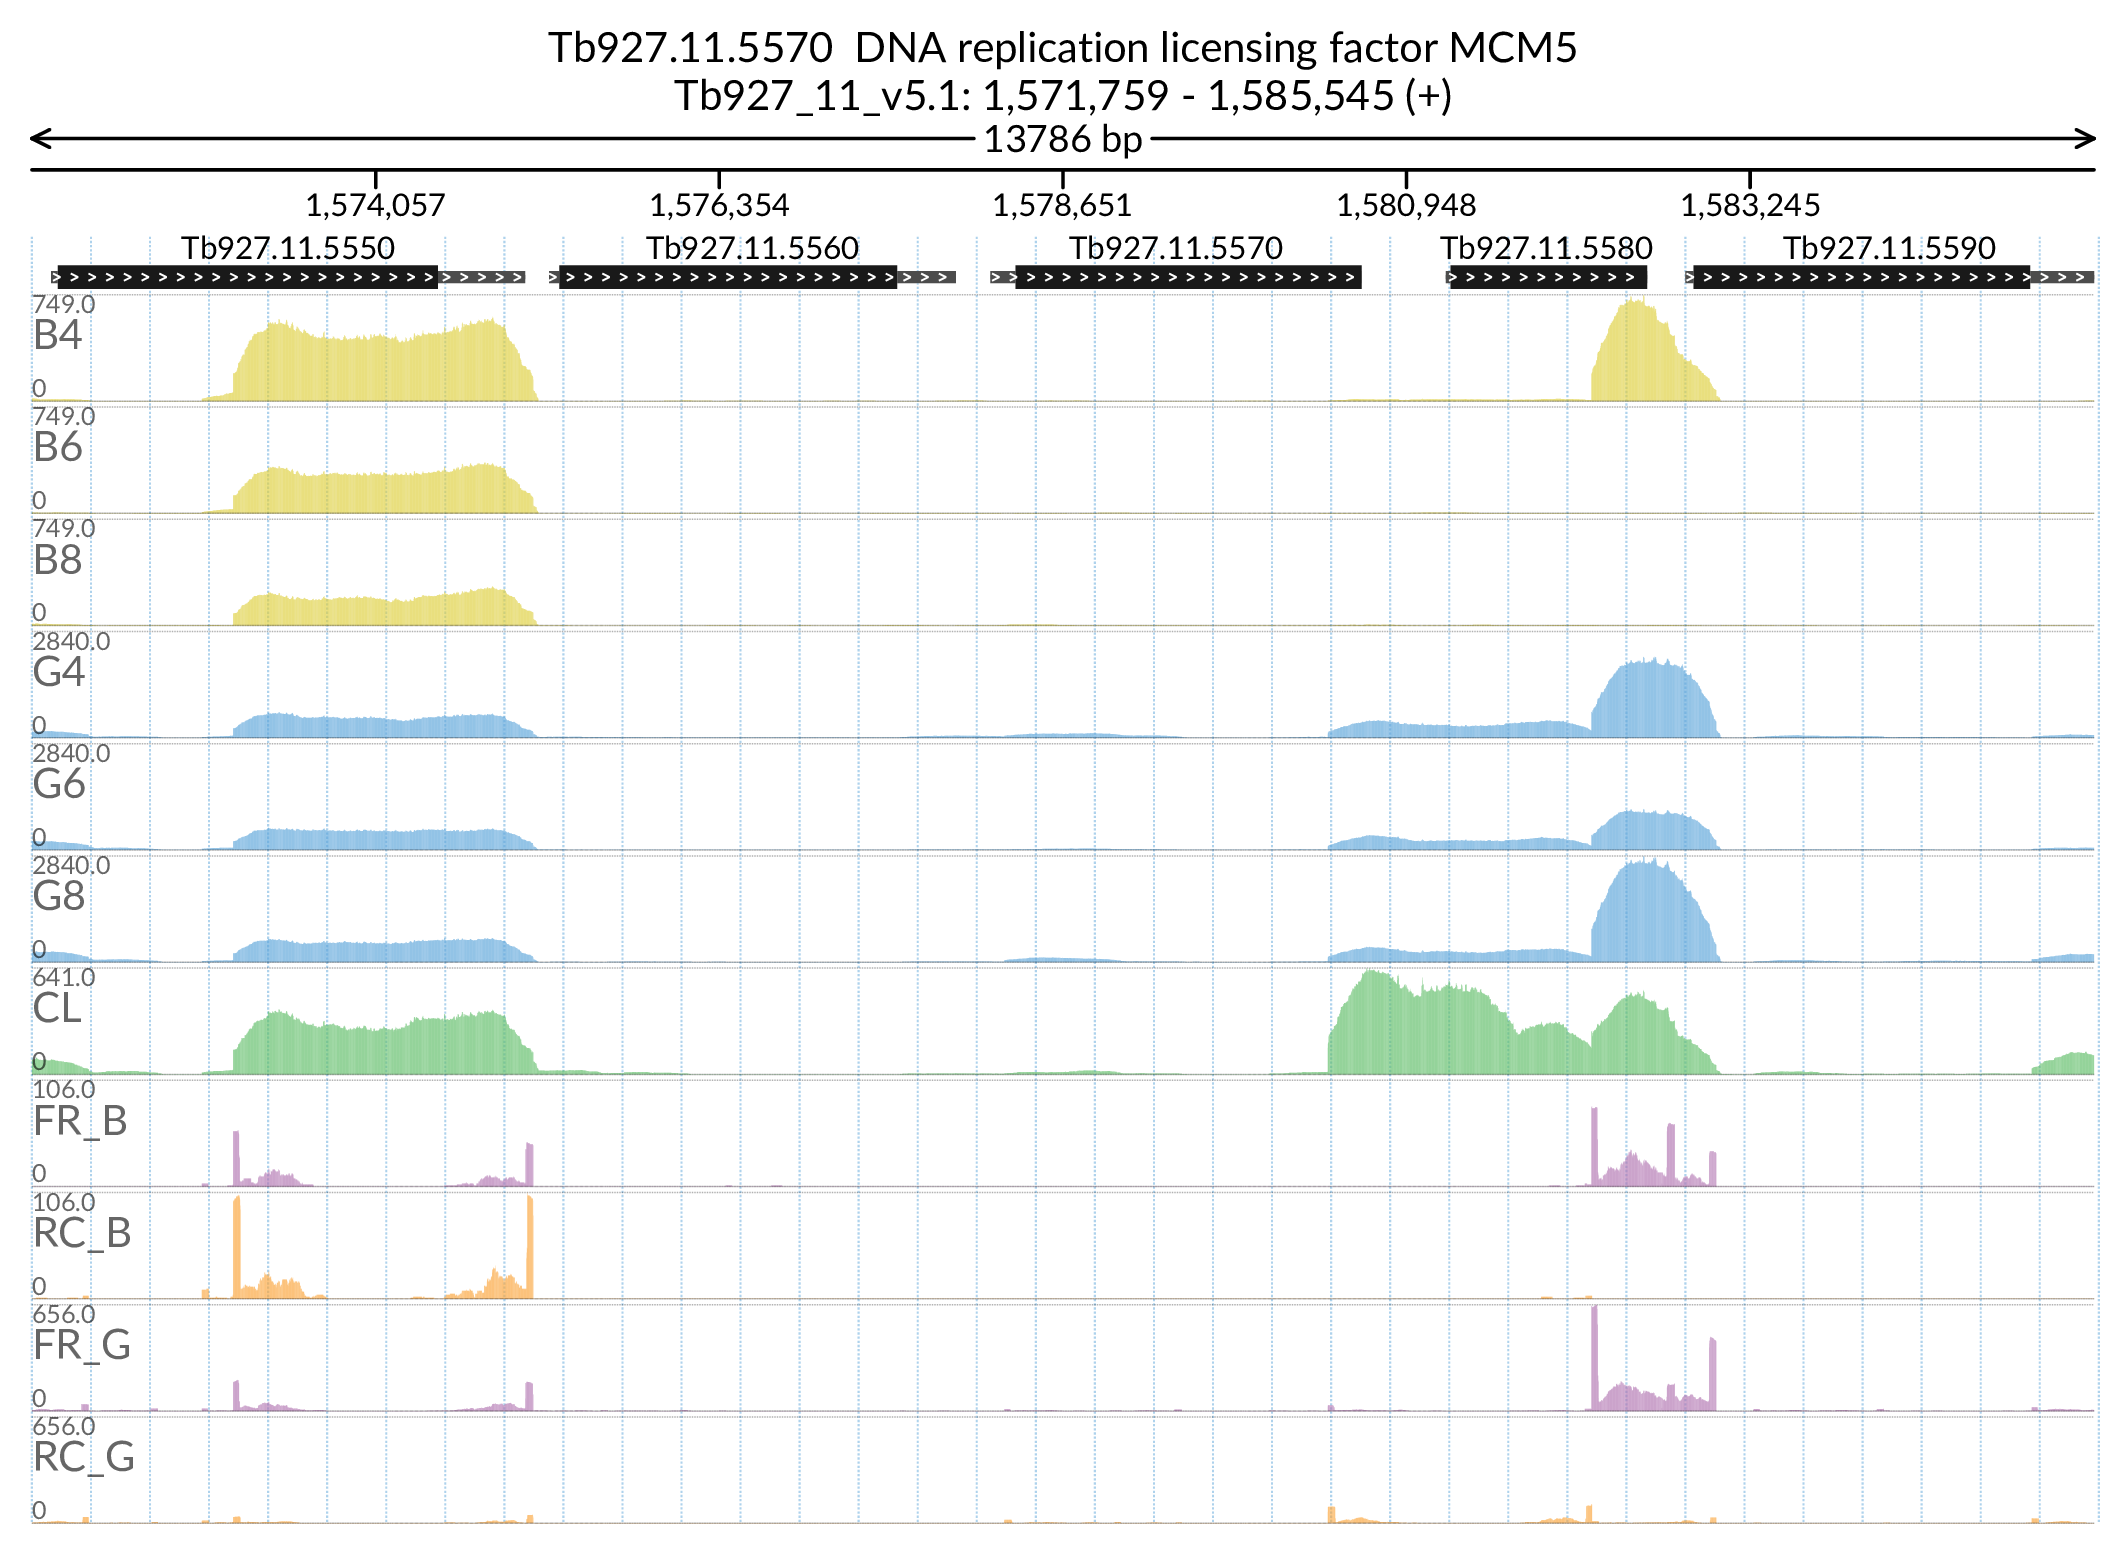 Tb927.11.5570  DNA replication licensing factor MCM5
Tb927_11_v5.1: 1,571,759 - 1,585,545 (+)
13786 bp
1,574,057 1,576,354 1,578,651 1,580,948 1,583,245
Tb927.11.5550 Tb927.11.5560 Tb927.11.5570 Tb927.11.5580 Tb927.11.5590
749.0
B4
0
749.0
B6
0
749.0
B8
0
2840.0
G4
0
2840.0
G6
0
2840.0
G8
0
641.0
CL
0
106.0
FR_B
0
106.0
RC_B
0
656.0
FR_G
0
656.0
RC_G
0